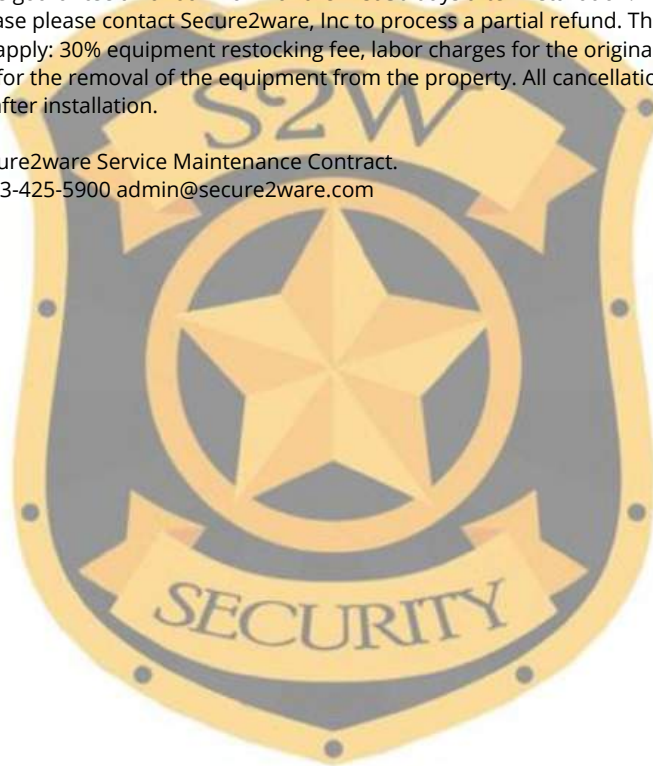 ase please contact Secure2ware, Inc to process a partial refund. Th
apply: 30% equipment restocking fee, labor charges for the origina
for the removal of the equipment from the property. All cancellatio
after installation.
ure2ware Service Maintenance Contract.
3-425-5900 admin@secure2ware.com
S2W
SECURITY